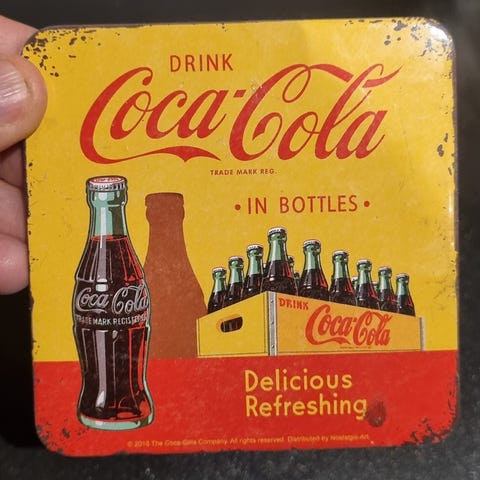 DRINK
Coca-Cola
TRADE MARK REG.
• IN BOTTLES •
Coca-Cola
TRADE MARK REGISTERED
DRINK
Coca-Cola
Delicious
Refreshing
© 2016 The Coca-Cola Company. All rights reserved. Distributed by Nostalgic-Art.